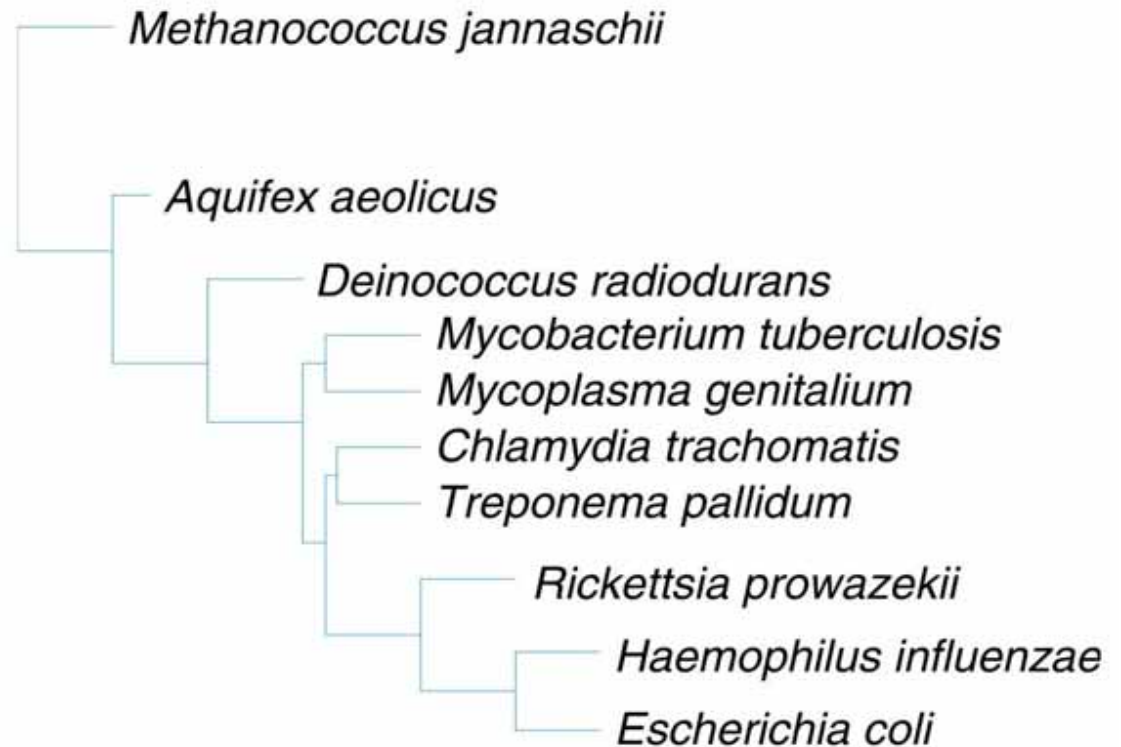 Methanococcus jannaschii
Aquifex aeolicus
Deinococcus radiodurans
Mycobacterium tuberculosis
Mycoplasma genitalium
Chlamydia trachomatis
Treponema pallidum
Rickettsia prowazekii
Haemophilus influenzae
Escherichia coli